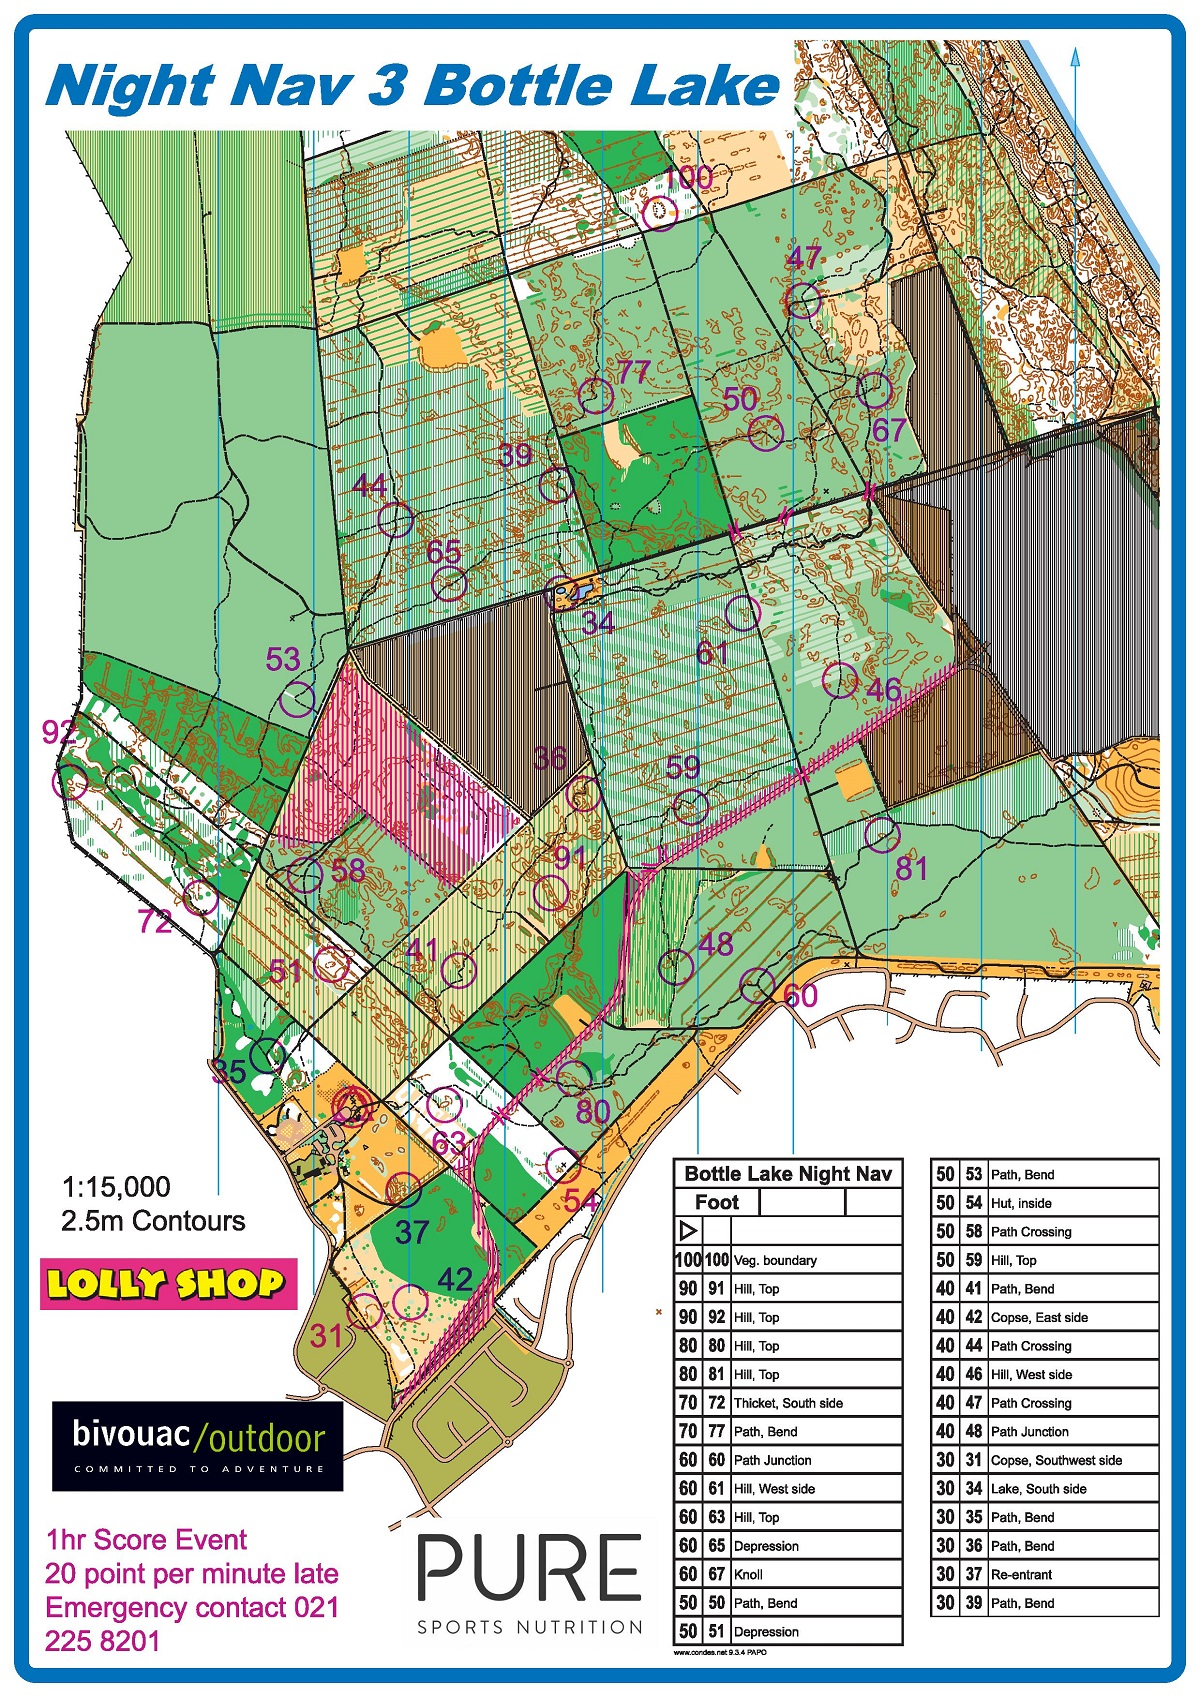 Night Nav 3 Bottle Lake
100
47
77
50
67
39
44
65
34
61
53
46
92
36
59
91
58
81
72
41
48
51
60
35
80
63
54
37
42
31
1:15,000
2.5m Contours
LOLLY SHOP
bivouac/outdoor
COMMITTED TO ADVENTURE
1hr Score Event
20 point per minute late
Emergency contact 021
225 8201
PURE
SPORTS NUTRITION
Bottle Lake Night Nav
Foot
100 100 Veg. boundary
90 91 Hill, Top
90 92 Hill, Top
80 80 Hill, Top
80 81 Hill, Top
70 72 Thicket, South side
70 77 Path, Bend
60 60 Path Junction
60 61 Hill, West side
60 63 Hill, Top
60 65 Depression
60 67 Knoll
50 50 Path, Bend
50 51 Depression
www.condes.net 9.3.4 PAPO
50 53 Path, Bend
50 54 Hut, inside
50 58 Path Crossing
50 59 Hill, Top
40 41 Path, Bend
40 42 Copse, East side
40 44 Path Crossing
40 46 Hill, West side
40 47 Path Crossing
40 48 Path Junction
30 31 Copse, Southwest side
30 34 Lake, South side
30 35 Path, Bend
30 36 Path, Bend
30 37 Re-entrant
30 39 Path, Bend